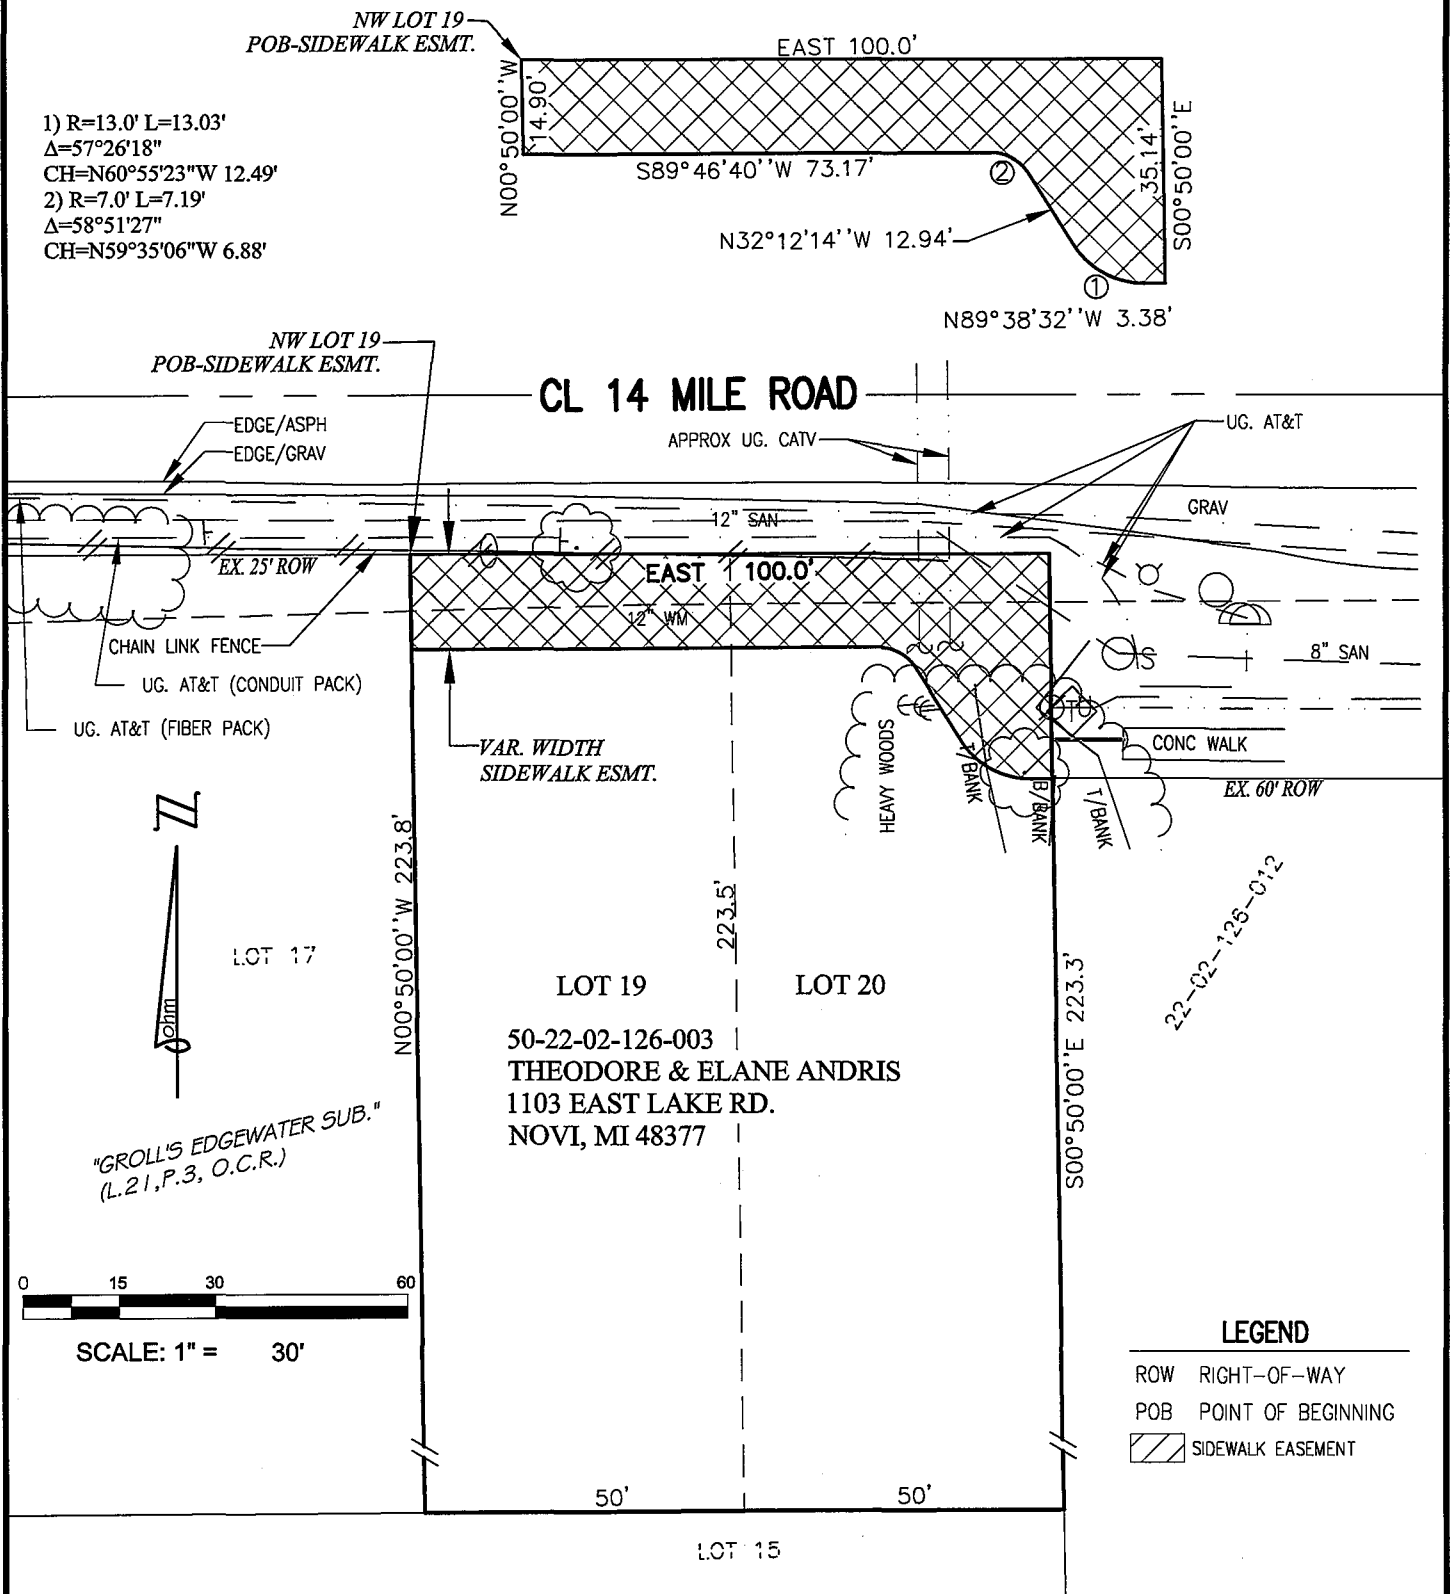 NW LOT 19
POB-SIDEWALK ESMT.
EAST 100.0'
N00°50'00''W
14.90'
1) R=13.0' L=13.03'
Δ=57°26'18"
CH=N60°55'23"W 12.49'
2) R=7.0' L=7.19'
Δ=58°51'27"
CH=N59°35'06"W 6.88'
S89°46'40''W 73.17'
2
35.14'
S00°50'00''E
N32°12'14''W 12.94'
1
N89°38'32''W 3.38'
NW LOT 19
POB-SIDEWALK ESMT.
CL 14 MILE ROAD
EDGE/ASPH
EDGE/GRAV
APPROX UG. CATV
UG. AT&T
GRAV
12" SAN
EX. 25' ROW
EAST 100.0'
12" WM
CHAIN LINK FENCE
UG. AT&T (CONDUIT PACK)
UG. AT&T (FIBER PACK)
8" SAN
S
TU
CONC WALK
EX. 60' ROW
VAR. WIDTH
SIDEWALK ESMT.
HEAVY WOODS
T/BANK
B/BANK
T/BANK
N00°50'00''W 223.8'
223.5'
S00°50'00''E 223.3'
22-02-126-012
N
ohm
LOT 17
LOT 19
LOT 20
50-22-02-126-003
THEODORE & ELANE ANDRIS
1103 EAST LAKE RD.
NOVI, MI 48377
"GROLL'S EDGEWATER SUB."
(L.21,P.3, O.C.R.)
0 15 30 60
SCALE: 1" = 30'
LEGEND
ROW RIGHT-OF-WAY
POB POINT OF BEGINNING
SIDEWALK EASEMENT
50'
50'
LOT 15